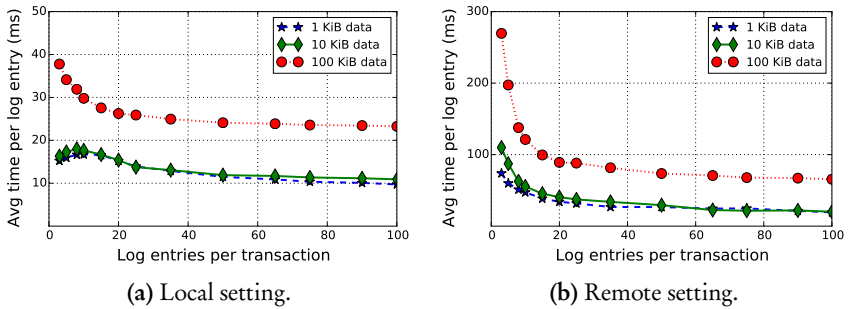 Avg time per log entry (ms)
50
40
30
20
10
0 20 40 60 80 100
Log entries per transaction
1 KiB data
10 KiB data
100 KiB data
(a) Local setting.
Avg time per log entry (ms)
300
200
100
0 20 40 60 80 100
Log entries per transaction
1 KiB data
10 KiB data
100 KiB data
(b) Remote setting.